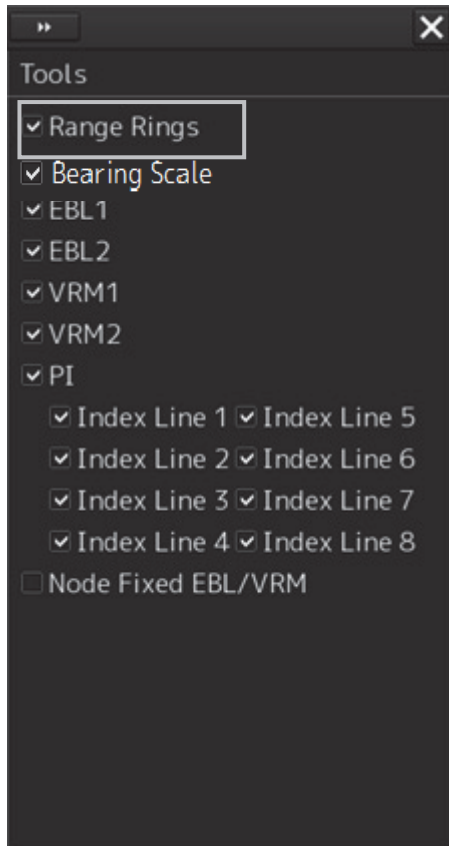 Tools
Range Rings
Bearing Scale
EBL1
EBL2
VRM1
VRM2
PI
Index Line 1 Index Line 5
Index Line 2 Index Line 6
Index Line 3 Index Line 7
Index Line 4 Index Line 8
Node Fixed EBL/VRM